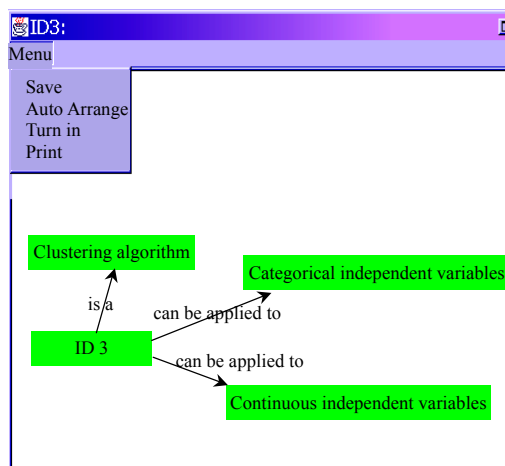 ID3:
Menu
Save
Auto Arrange
Turn in
Print
Clustering algorithm
Categorical independent variables
is a
can be applied to
ID 3
can be applied to
Continuous independent variables